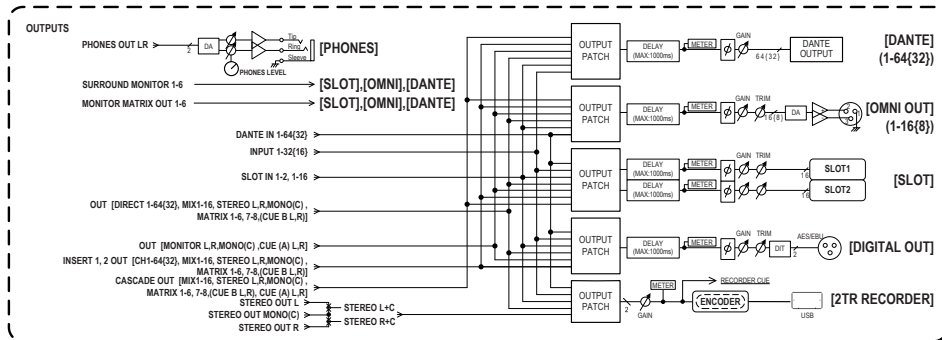 OUTPUTS
PHONES OUT LR
2
DA
Tip
Ring
Sleeve
PHONES LEVEL
[PHONES]
SURROUND MONITOR 1-6
[SLOT],[OMNI],[DANTE]
MONITOR MATRIX OUT 1-6
[SLOT],[OMNI],[DANTE]
DANTE IN 1-64{32}
INPUT 1-32{16}
SLOT IN 1-2, 1-16
OUT [DIRECT 1-64{32}, MIX1-16, STEREO L,R,MONO(C) ,
MATRIX 1-6, 7-8,(CUE B L,R)]
OUT [MONITOR L,R,MONO(C) ,CUE (A) L,R]
INSERT 1, 2 OUT [CH1-64{32}, MIX1-16, STEREO L,R,MONO(C) ,
MATRIX 1-6, 7-8,(CUE B L,R)]
CASCADE OUT [MIX1-16, STEREO L,R,MONO(C) ,
MATRIX 1-6, 7-8,(CUE B L,R), CUE (A) L,R]
STEREO OUT L
STEREO OUT MONO(C)
STEREO OUT R
STEREO L+C
STEREO R+C
OUTPUT
PATCH
DELAY
(MAX:1000ms)
METER
ϕ
GAIN
64{32}
DANTE
OUTPUT
[DANTE]
(1-64{32})
OUTPUT
PATCH
DELAY
(MAX:1000ms)
METER
ϕ
GAIN TRIM
16{8}
DA
[OMNI OUT]
(1-16{8})
OUTPUT
PATCH
DELAY
(MAX:1000ms)
METER
ϕ
GAIN TRIM
16
SLOT1
DELAY
(MAX:1000ms)
METER
ϕ
16
SLOT2
[SLOT]
OUTPUT
PATCH
DELAY
(MAX:1000ms)
METER
ϕ
GAIN TRIM
DIT
2
AES/EBU
[DIGITAL OUT]
OUTPUT
PATCH
2
GAIN
METER
RECORDER CUE
ENCODER
USB
[2TR RECORDER]